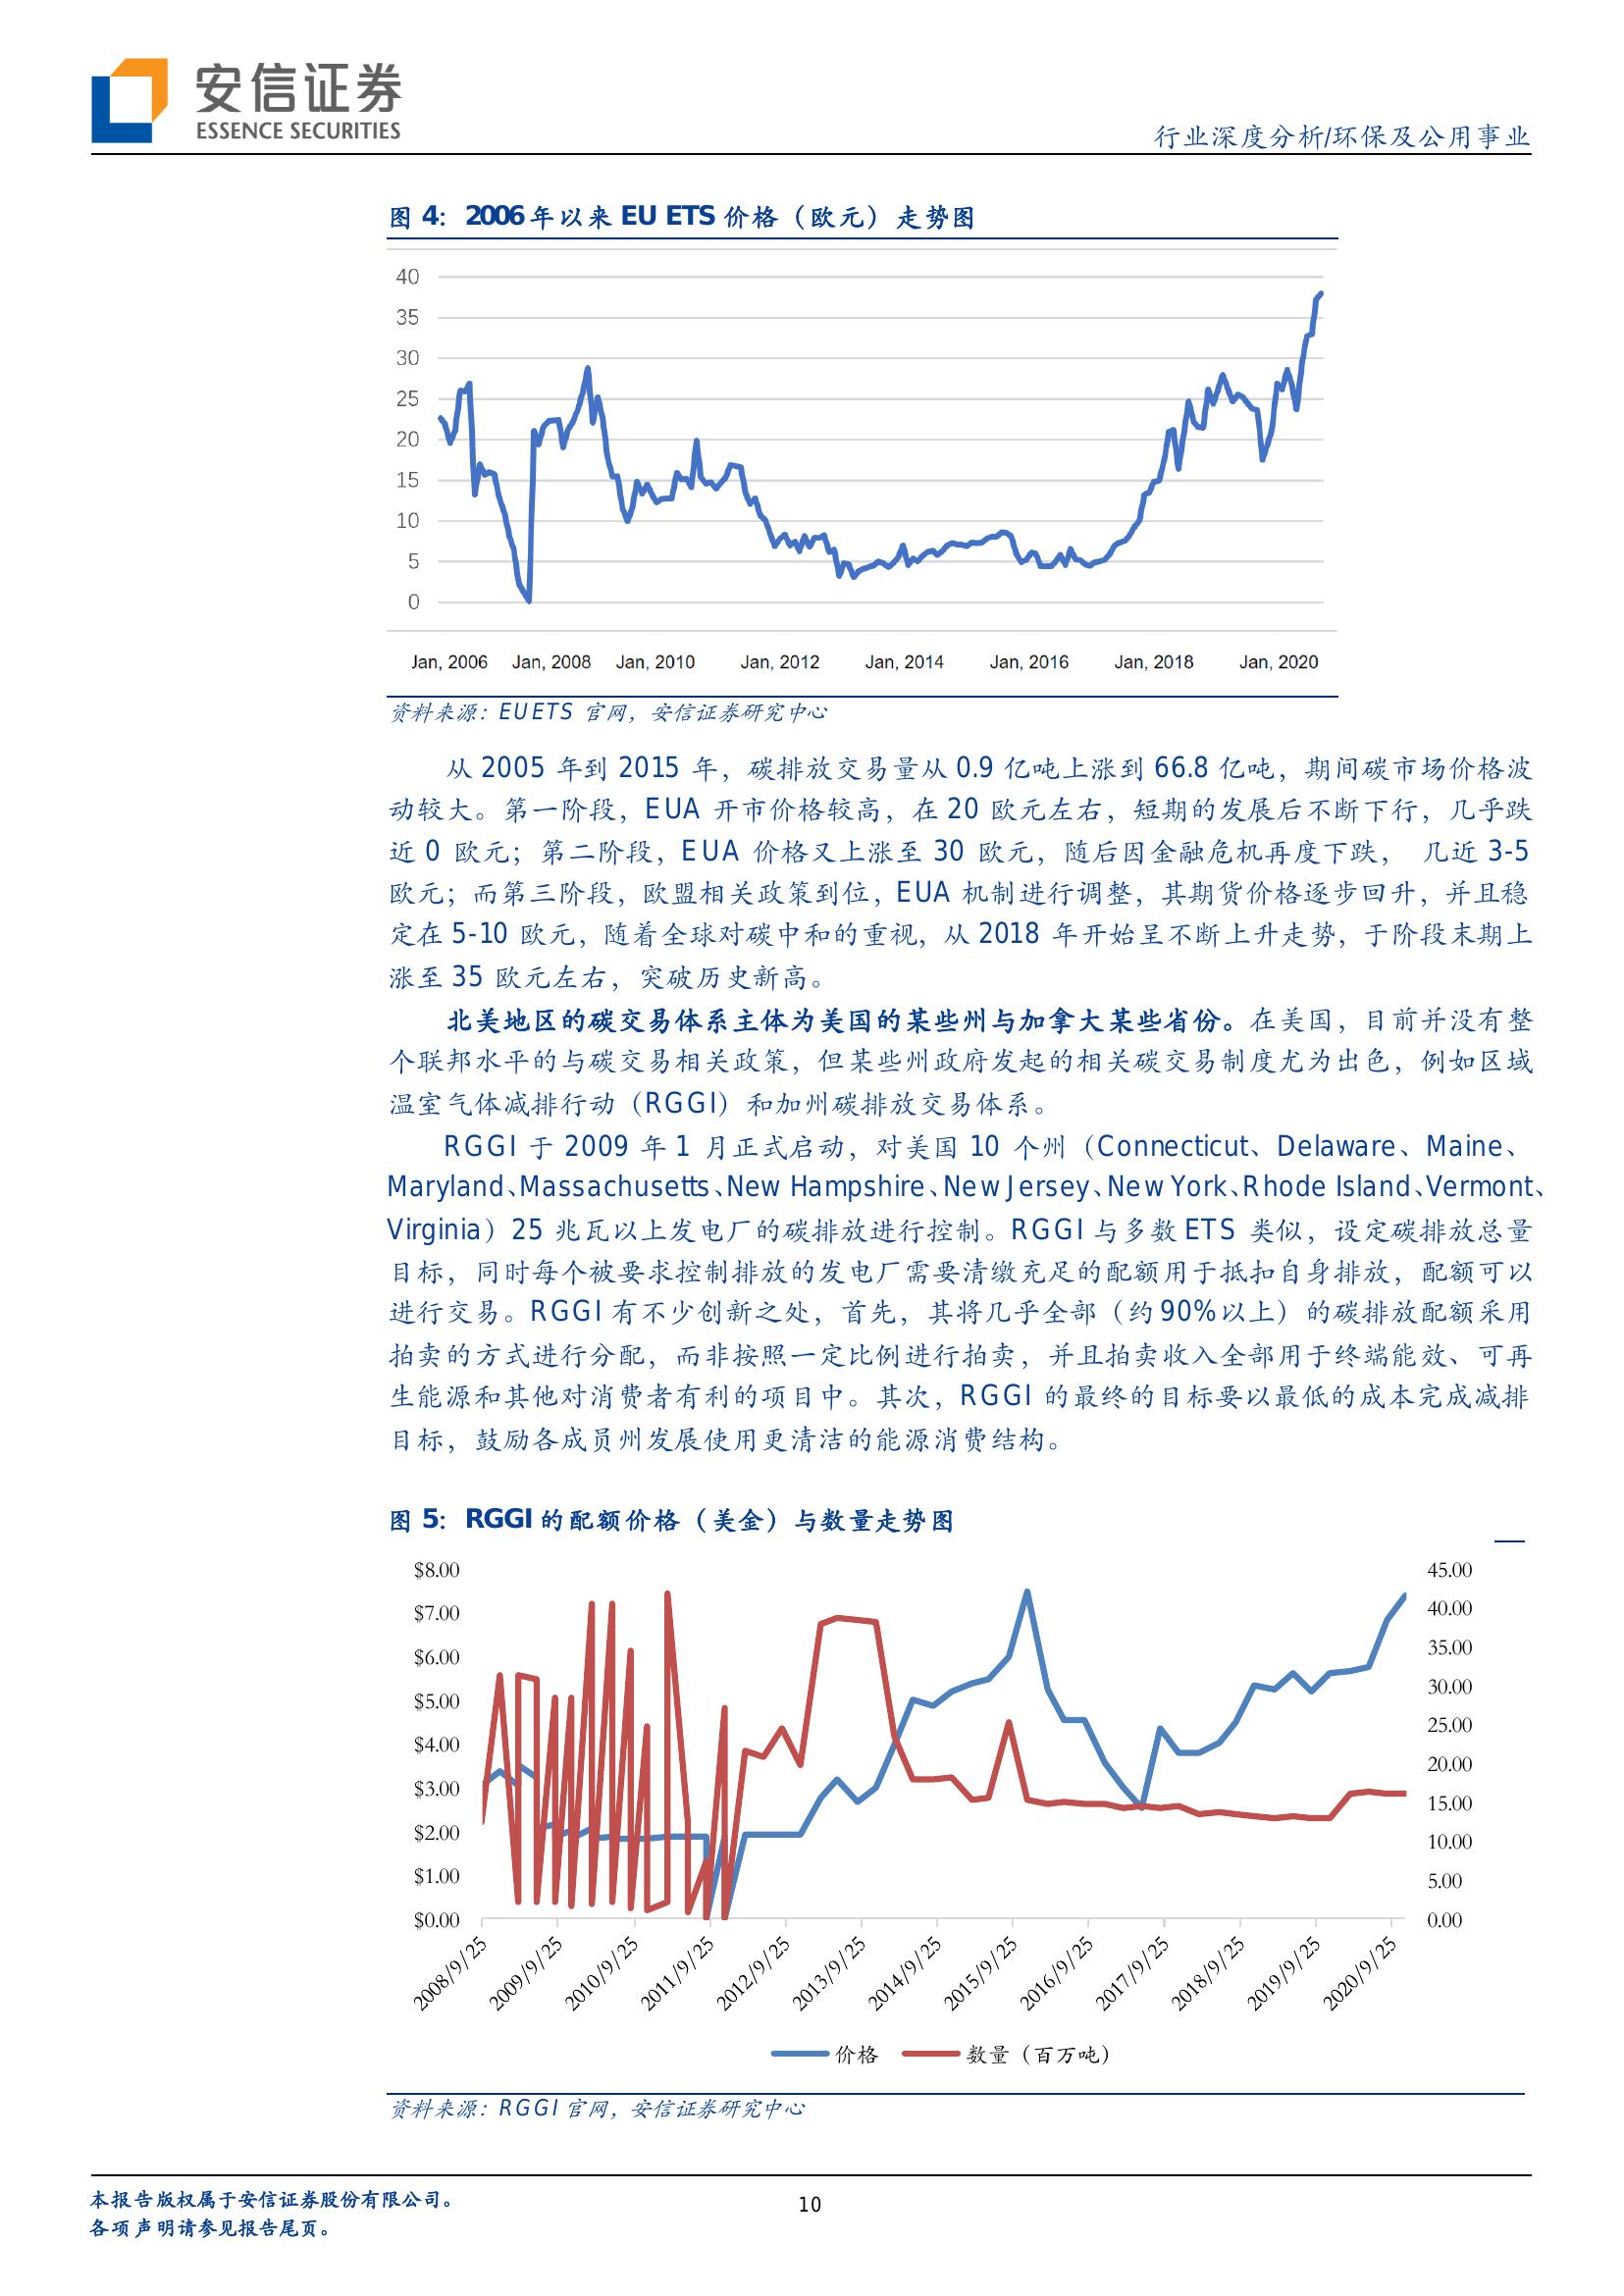 安信证券
ESSENCE SECURITIES
行业深度分析/环保及公用事业
图 4：2006 年以来 EU ETS 价格（欧元）走势图
40
35
30
25
20
15
10
5
0
Jan, 2006 Jan, 2008 Jan, 2010 Jan, 2012 Jan, 2014 Jan, 2016 Jan, 2018 Jan, 2020
资料来源：EUETS 官网，安信证券研究中心
从 2005 年到 2015 年，碳排放交易量从 0.9 亿吨上涨到 66.8 亿吨，期间碳市场价格波
动较大。第一阶段，EUA 开市价格较高，在 20 欧元左右，短期的发展后不断下行，几乎跌
近 0 欧元；第二阶段，EUA 价格又上涨至 30 欧元，随后因金融危机再度下跌， 几近 3-5
欧元；而第三阶段，欧盟相关政策到位，EUA 机制进行调整，其期货价格逐步回升，并且稳
定在 5-10 欧元，随着全球对碳中和的重视，从 2018 年开始呈不断上升走势，于阶段末期上
涨至 35 欧元左右，突破历史新高。
北美地区的碳交易体系主体为美国的某些州与加拿大某些省份。在美国，目前并没有整
个联邦水平的与碳交易相关政策，但某些州政府发起的相关碳交易制度尤为出色，例如区域
温室气体减排行动（RGGI）和加州碳排放交易体系。
RGGI 于 2009 年 1 月正式启动，对美国 10 个州（Connecticut、Delaware、Maine、
Maryland、Massachusetts、New Hampshire、New Jersey、New York、Rhode Island、Vermont、
Virginia）25 兆瓦以上发电厂的碳排放进行控制。RGGI 与多数 ETS 类似，设定碳排放总量
目标，同时每个被要求控制排放的发电厂需要清缴充足的配额用于抵扣自身排放，配额可以
进行交易。RGGI 有不少创新之处，首先，其将几乎全部（约 90%以上）的碳排放配额采用
拍卖的方式进行分配，而非按照一定比例进行拍卖，并且拍卖收入全部用于终端能效、可再
生能源和其他对消费者有利的项目中。其次，RGGI 的最终的目标要以最低的成本完成减排
目标，鼓励各成员州发展使用更清洁的能源消费结构。
图 5：RGGI 的配额价格（美金）与数量走势图
$8.00 45.00
$7.00 40.00
$6.00 35.00
$5.00 30.00
$4.00 25.00
$3.00 20.00
$2.00 15.00
$1.00 10.00
$0.00 5.00
0.00
2008/9/25 2009/9/25 2010/9/25 2011/9/25 2012/9/25 2013/9/25 2014/9/25 2015/9/25 2016/9/25 2017/9/25 2018/9/25 2019/9/25 2020/9/25
价格 数量（百万吨）
资料来源：RGGI 官网，安信证券研究中心
本报告版权属于安信证券股份有限公司。
各项声明请参见报告尾页。
10